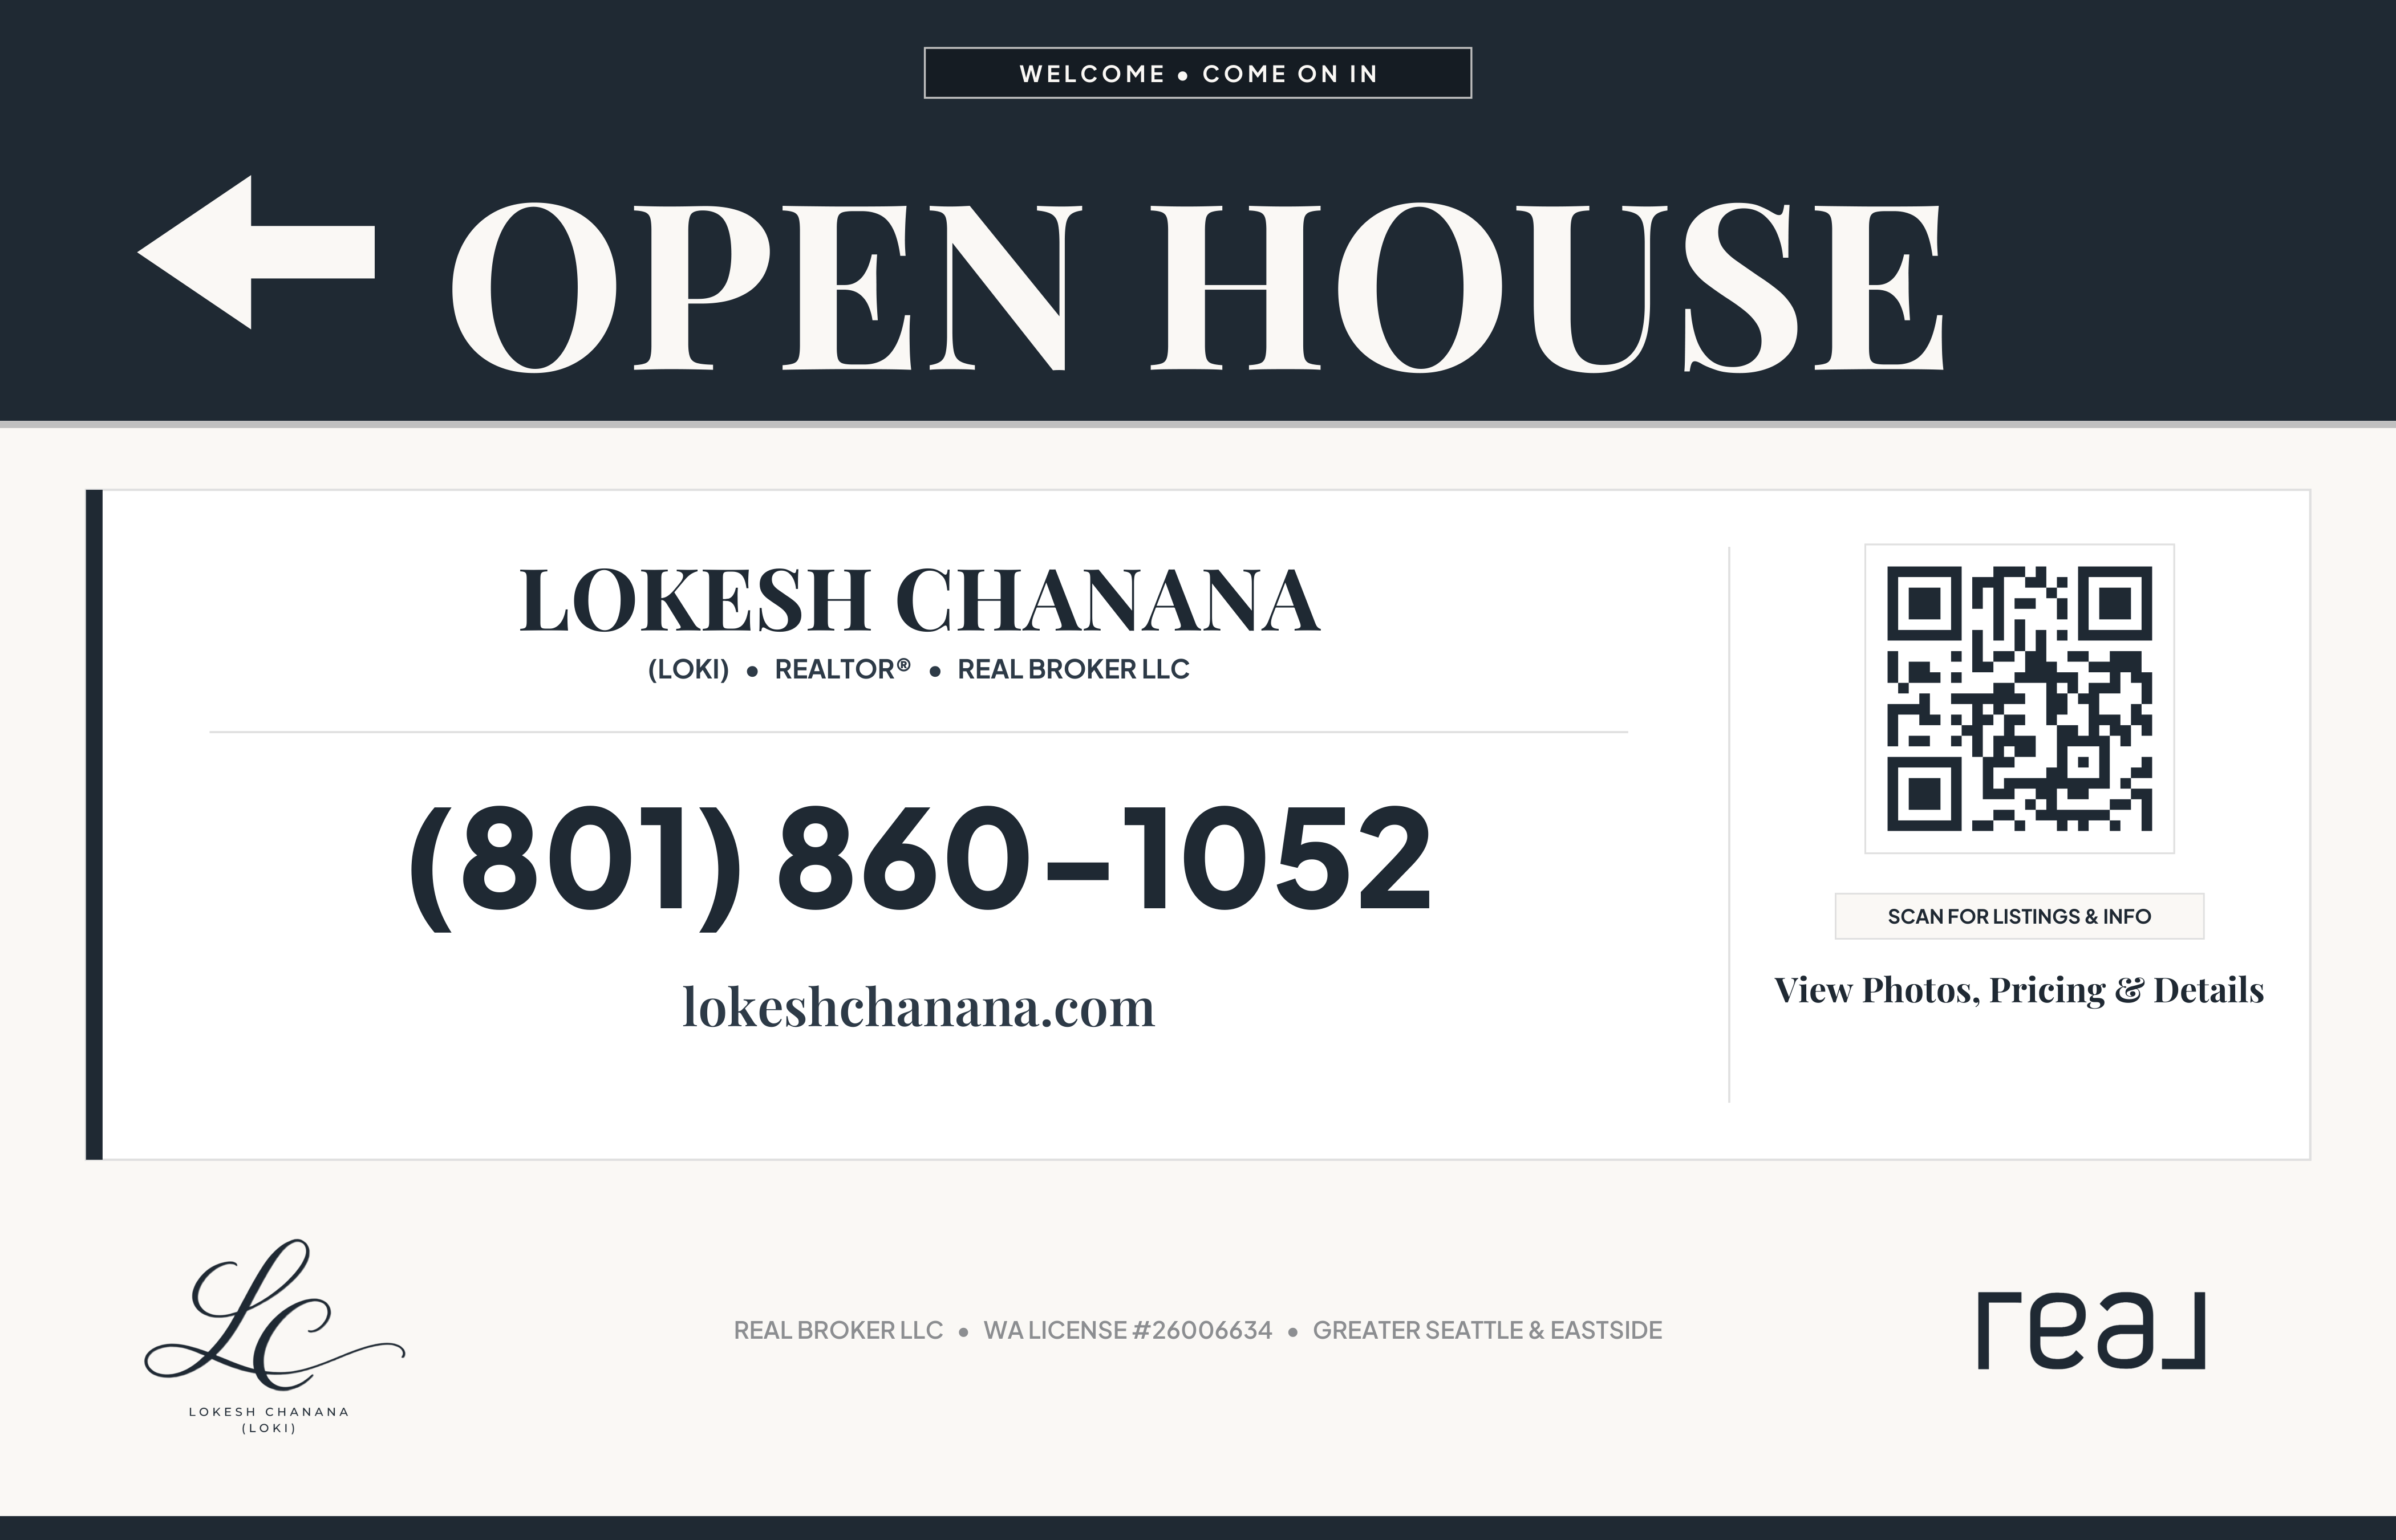 WELCOME • COME ON IN
OPEN HOUSE
LOKESH CHANANA
(LOKI) • REALTOR® • REAL BROKER LLC
(801) 860-1052
lokeshchanana.com
SCAN FOR LISTINGS & INFO
View Photos, Pricing & Details
LC
LOKESH CHANANA
(LOKI)
REAL BROKER LLC • WA LICENSE #26006634 • GREATER SEATTLE & EASTSIDE
real